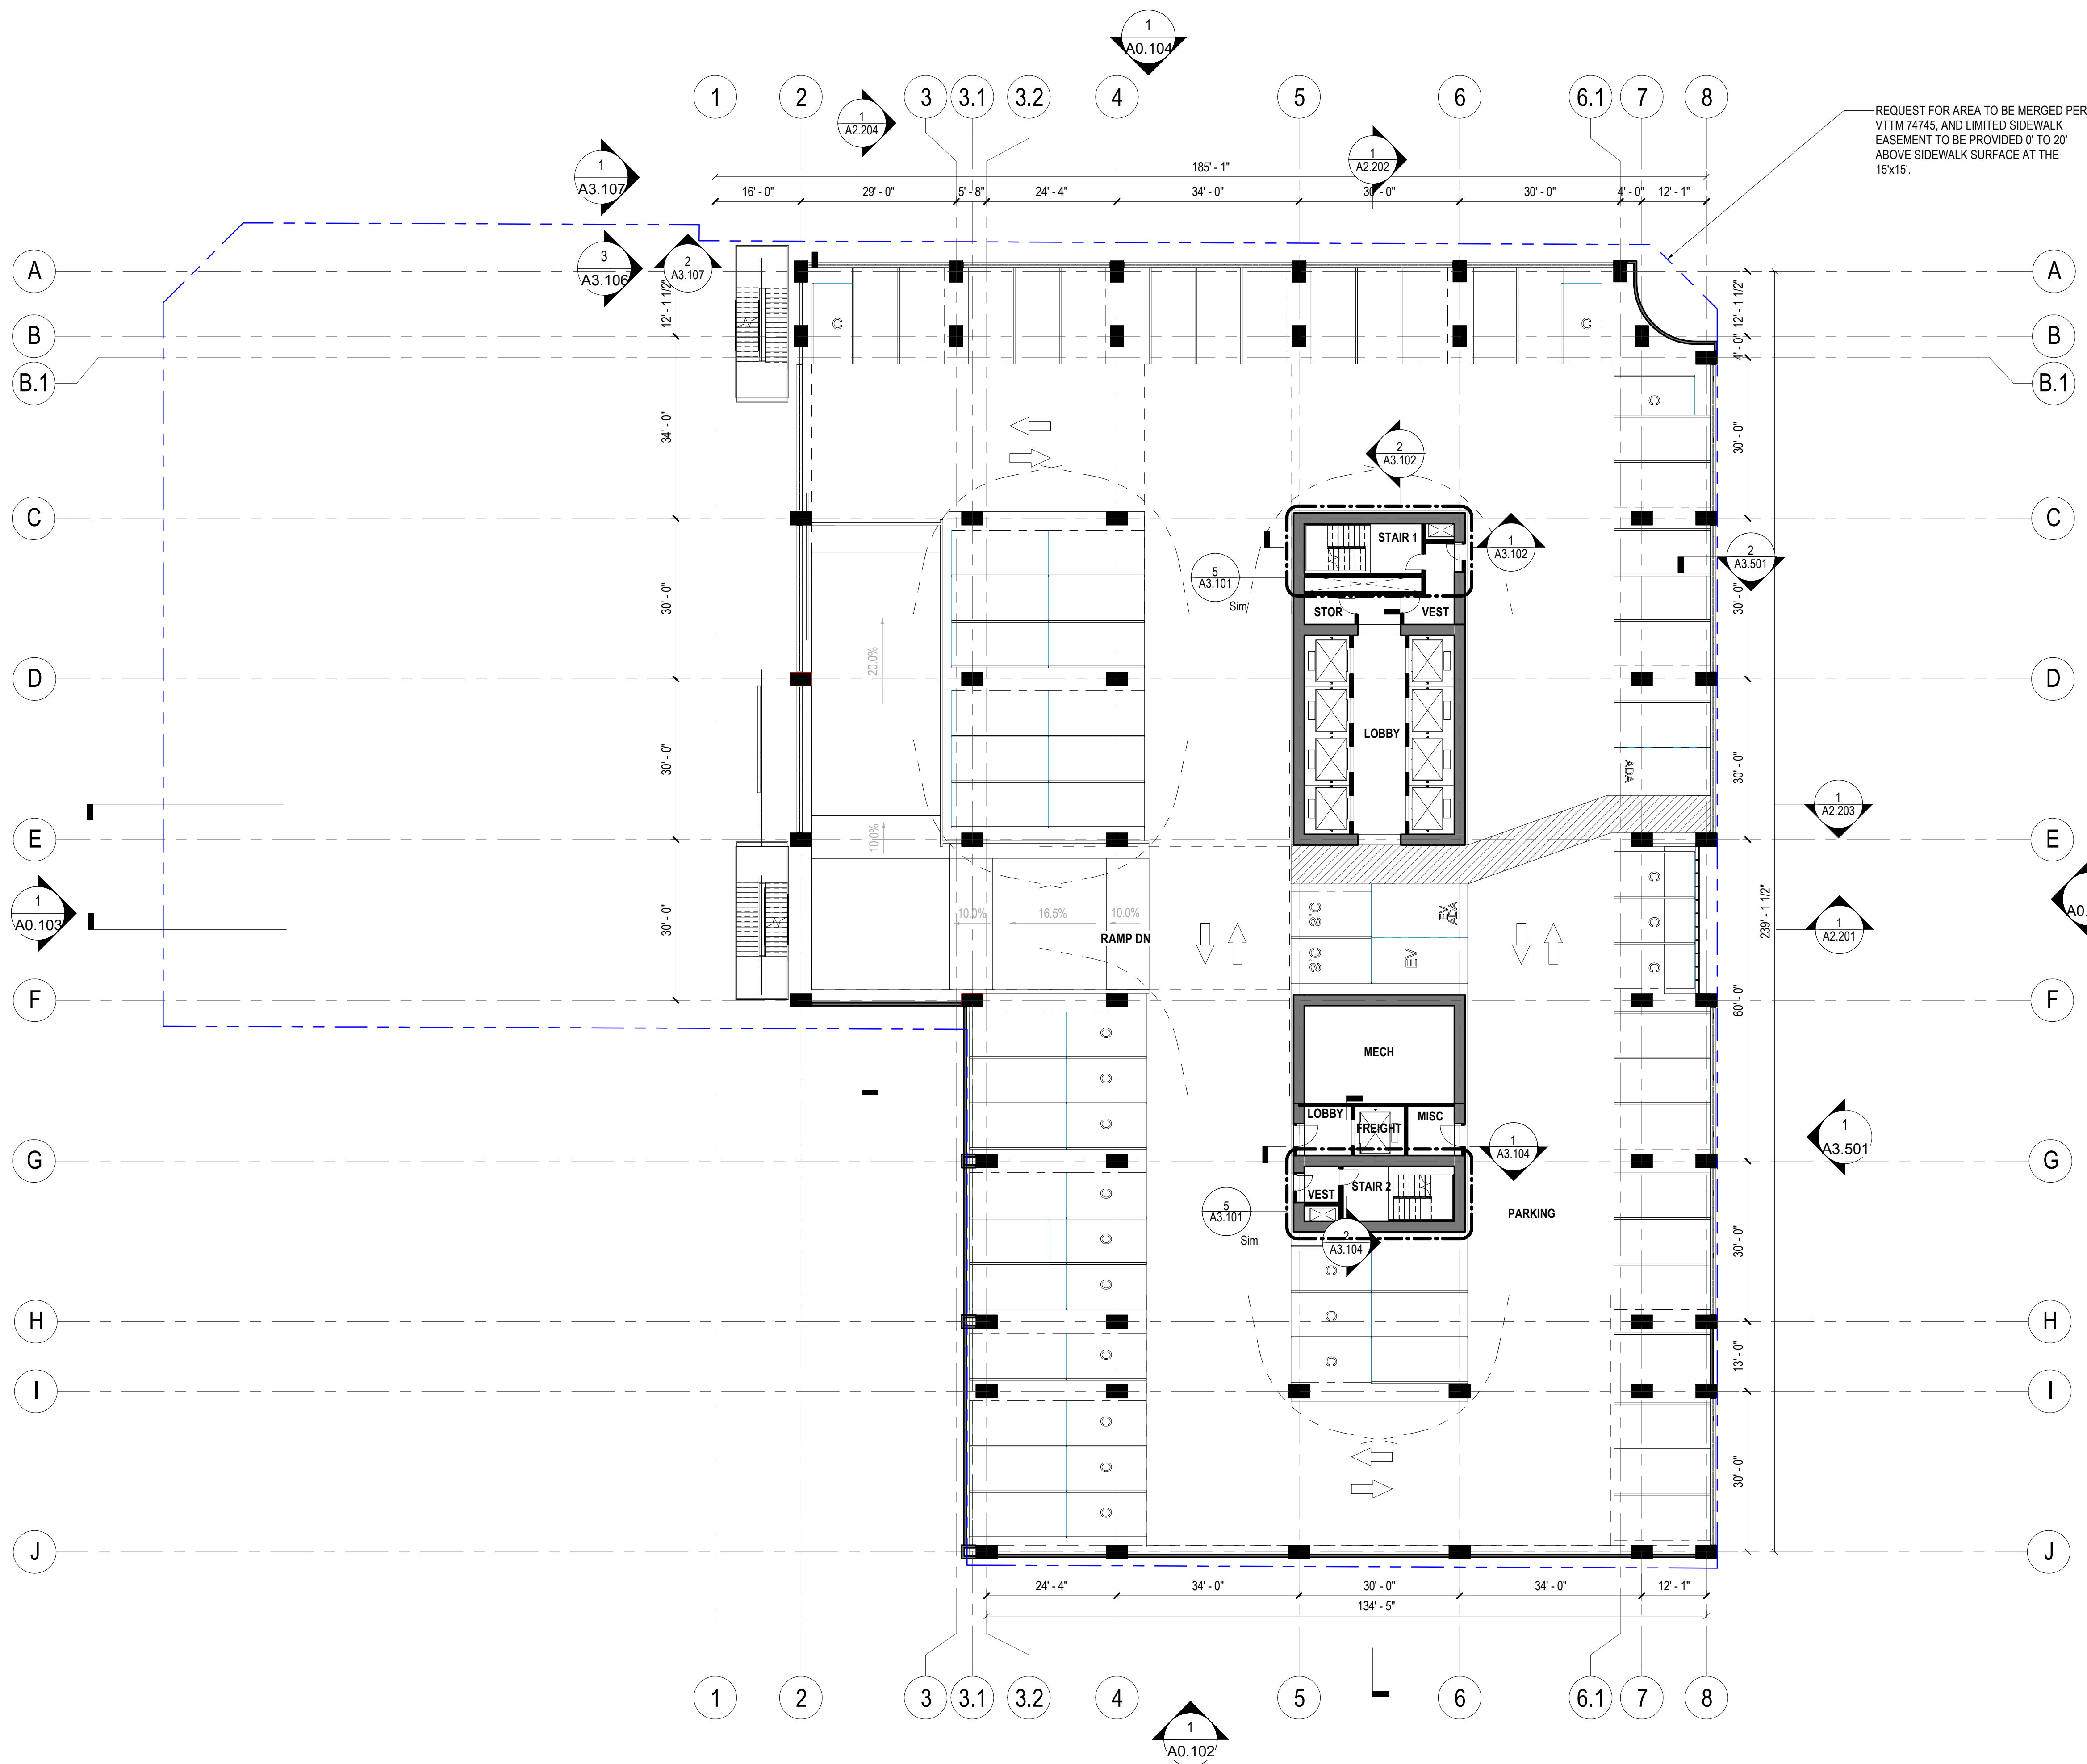 1
A0.104
1 2 3 3.1 3.2 4 5 6 6.1 7 8
1
A2.204
REQUEST FOR AREA TO BE MERGED PER
VTTM 74745, AND LIMITED SIDEWALK
EASEMENT TO BE PROVIDED 0' TO 20'
ABOVE SIDEWALK SURFACE AT THE
15'x15'.
1
A3.107
1
A2.202
185' - 1"
16' - 0" 29' - 0" 5' - 8" 24' - 4" 34' - 0" 30' - 0" 30' - 0" 4' - 0" 12' - 1"
3
A3.106
2
A3.107
A A
12' - 1 1/2" 12' - 1 1/2"
C C
B B
4' - 0"
B.1 B.1
C
34' - 0" 30' - 0"
2
A3.102
C C
STAIR 1
1
A3.102
2
A3.501
5
A3.101
Sim
STOR VEST
30' - 0" 30' - 0"
20.0%
D D
LOBBY
30' - 0" 30' - 0"
ADA
1
A2.203
E E
10.0%
C
1
A0.103
30' - 0"
10.0% 16.5% 10.0%
RAMP DN
S.C
EV
ADA
C
239' - 1 1/2"
1
A2.201
S.C
EV
C
1
A0.
F F
60' - 0"
C
MECH
C
C
LOBBY FREIGHT MISC
1
A3.104
1
A3.501
G G
C
VEST STAIR 2
5
A3.101
Sim
PARKING
C
2
A3.104
30' - 0"
C
C
C
H H
C
C
13' - 0"
I I
C
C
30' - 0"
C
J J
24' - 4" 34' - 0" 30' - 0" 34' - 0" 12' - 1"
134' - 5"
1 2 3 3.1 3.2 4 5 6 6.1 7 8
1
A0.102